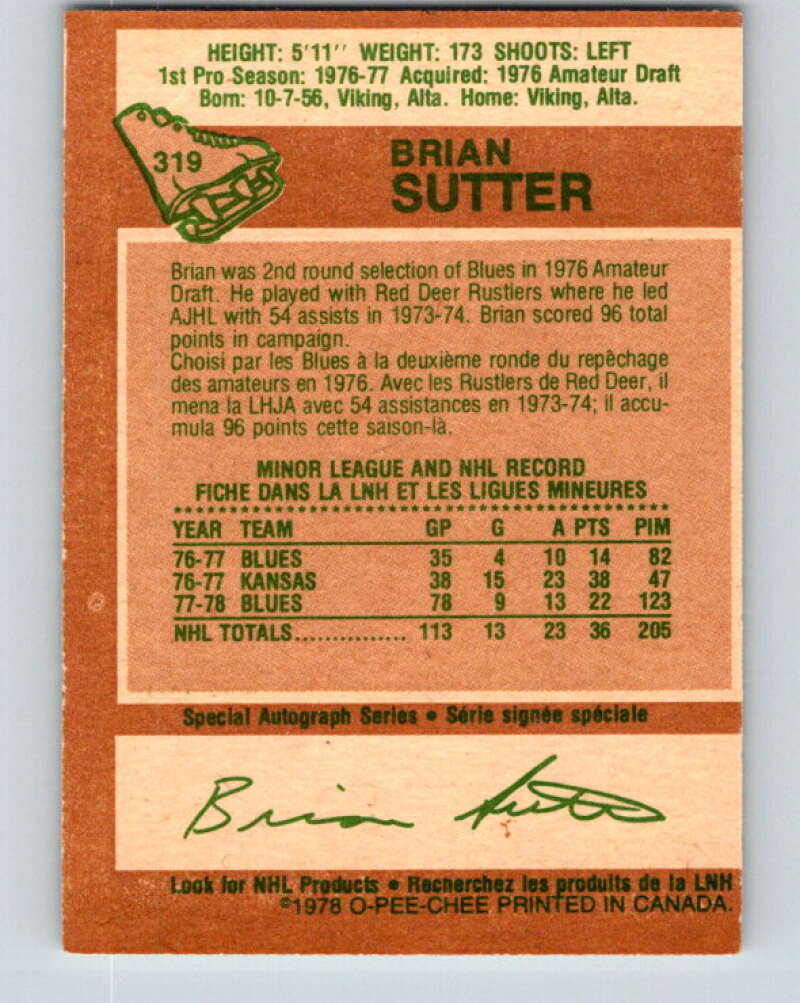 HEIGHT: 5'11'' WEIGHT: 173 SHOOTS: LEFT
1st Pro Season: 1976-77 Acquired: 1976 Amateur Draft
Born: 10-7-56, Viking, Alta. Home: Viking, Alta.
319
BRIAN
SUTTER
Brian was 2nd round selection of Blues in 1976 Amateur
Draft. He played with Red Deer Rustlers where he led
AJHL with 54 assists in 1973-74. Brian scored 96 total
points in campaign.
Choisi par les Blues à la deuxième ronde du repêchage
des amateurs en 1976. Avec les Rustlers de Red Deer, il
mena la LHJA avec 54 assistances en 1973-74; il accu-
mula 96 points cette saison-là.
MINOR LEAGUE AND NHL RECORD
FICHE DANS LA LNH ET LES LIGUES MINEURES
YEAR TEAM GP G A PTS PIM
76-77 BLUES 35 4 10 14 82
76-77 KANSAS 38 15 23 38 47
77-78 BLUES 78 9 13 22 123
NHL TOTALS............... 113 13 23 36 205
Special Autograph Series • Série signée spéciale
Brian Sutter
Look for NHL Products • Recherchez les produits de la LNH
©1978 O-PEE-CHEE PRINTED IN CANADA.